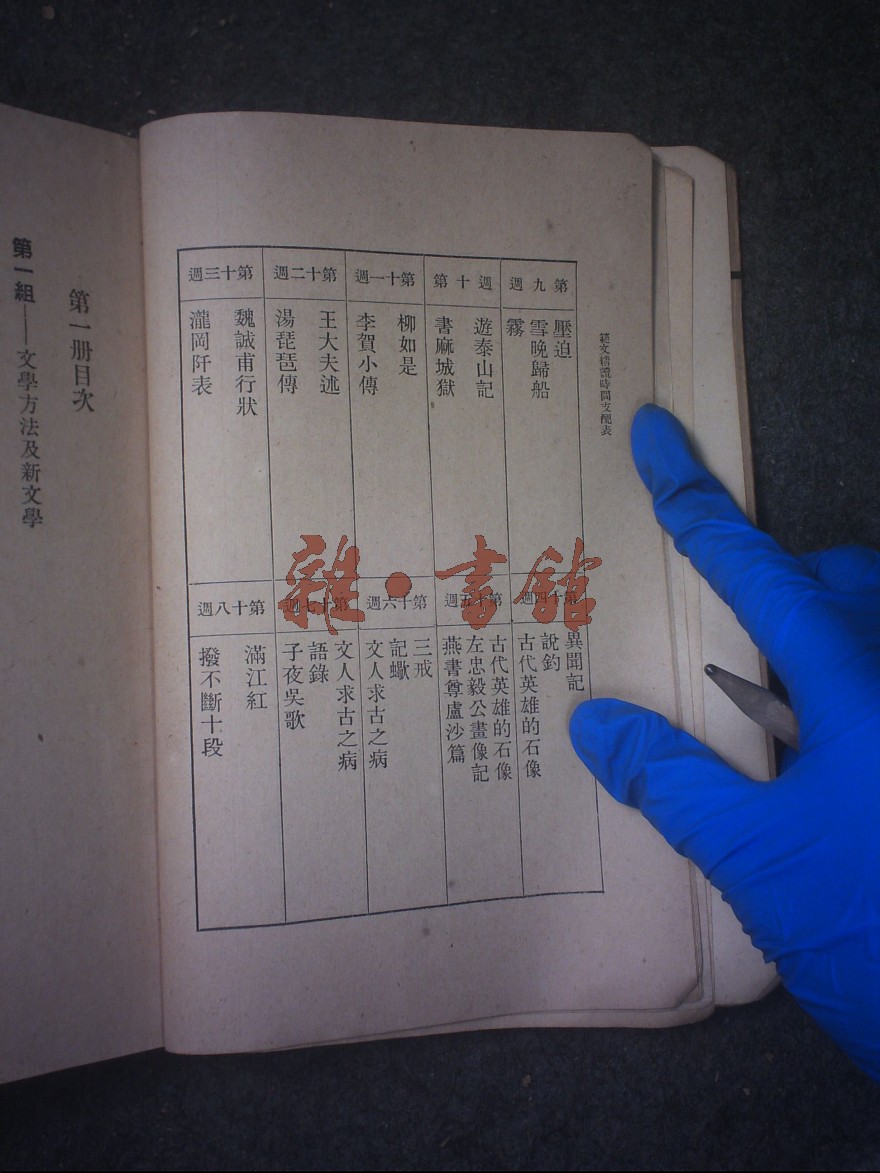 範文精讀時間支配表
第九週
壓迫
雪晚歸船
霧
第十週
遊泰山記
書麻城獄
第十一週
柳如是
李賀小傳
第十二週
王大夫述
湯琵琶傳
第十三週
魏誠甫行狀
瀧岡阡表
第十四週
異聞記
說釣
古代英雄的石像
第十五週
古代英雄的石像
左忠毅公畫像記
燕書尊盧沙篇
第十六週
三戒
記蠍
文人求古之病
第十七週
文人求古之病
語錄
子夜吳歌
第十八週
滿江紅
撥不斷十段
第一册目次
第一組——文學方法及新文學
雜·書館